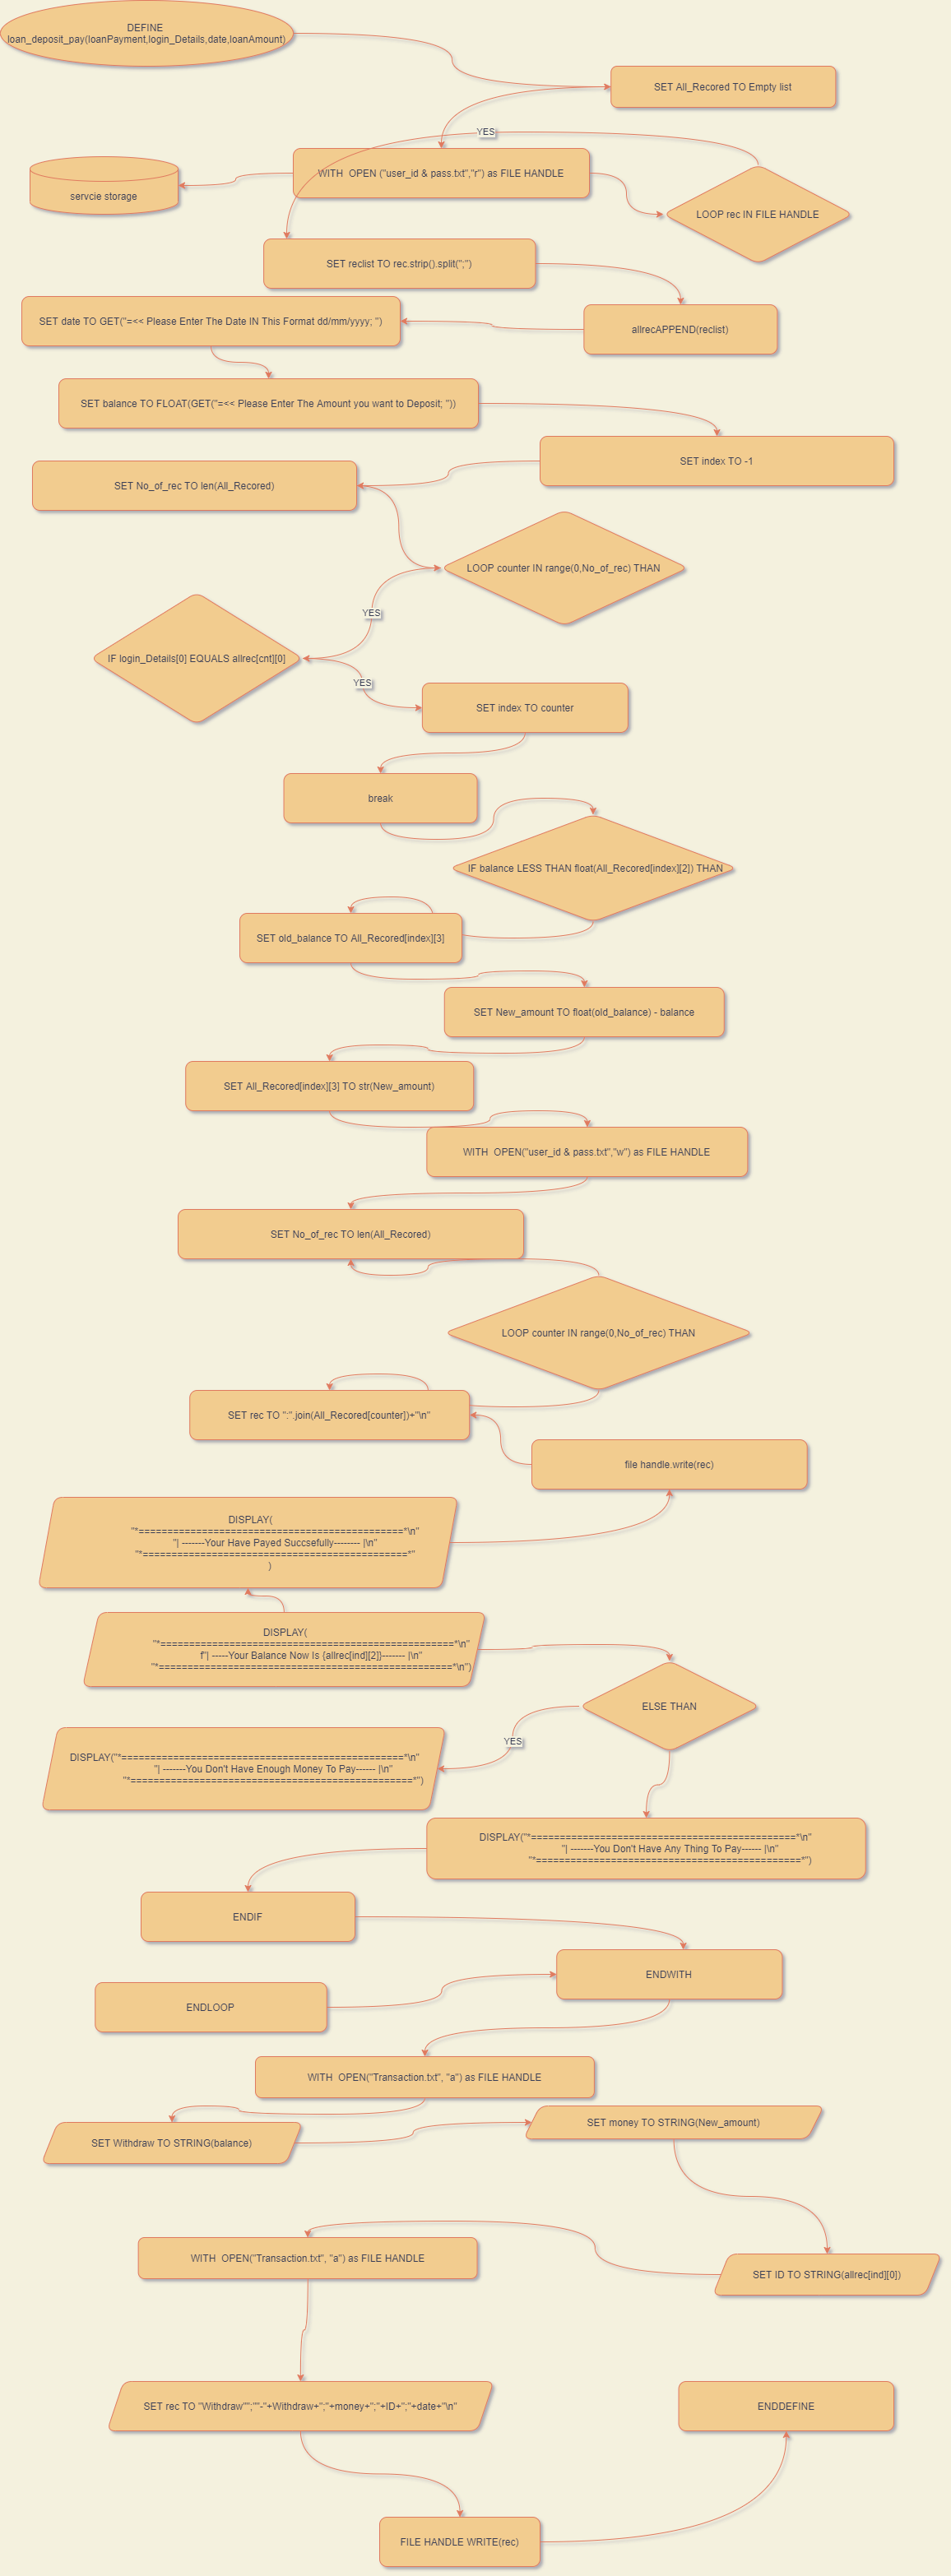 DEFINE
loan_deposit_pay(loanPayment,login_Details,date,loanAmount)
SET All_Recored TO Empty list
YES
WITH  OPEN ("user_id & pass.txt","r") as FILE HANDLE
servcie storage
LOOP rec IN FILE HANDLE
SET reclist TO rec.strip().split(";")
SET date TO GET("=<< Please Enter The Date IN This Format dd/mm/yyyy; ")
allrecAPPEND(reclist)
SET balance TO FLOAT(GET("=<< Please Enter The Amount you want to Deposit; "))
SET index TO -1
SET No_of_rec TO len(All_Recored)
LOOP counter IN range(0,No_of_rec) THAN
YES
IF login_Details[0] EQUALS allrec[cnt][0]
YES
SET index TO counter
break
IF balance LESS THAN float(All_Recored[index][2]) THAN
SET old_balance TO All_Recored[index][3]
SET New_amount TO float(old_balance) - balance
SET All_Recored[index][3] TO str(New_amount)
WITH  OPEN("user_id & pass.txt","w") as FILE HANDLE
SET No_of_rec TO len(All_Recored)
LOOP counter IN range(0,No_of_rec) THAN
SET rec TO ":".join(All_Recored[counter])+"\n"
file handle.write(rec)
DISPLAY(
"*==============================================*\n"
"| -------Your Have Payed Succsefully-------- |\n"
"*==============================================*"
)
DISPLAY(
"*===================================================*\n"
f"| -----Your Balance Now Is {allrec[ind][2]}------- |\n"
"*===================================================*\n")
ELSE THAN
YES
DISPLAY("*=================================================*\n"
"| -------You Don't Have Enough Money To Pay------ |\n"
"*=================================================*")
DISPLAY("*==============================================*\n"
"| -------You Don't Have Any Thing To Pay------ |\n"
"*==============================================*")
ENDIF
ENDWITH
ENDLOOP
WITH  OPEN("Transaction.txt", "a") as FILE HANDLE
SET money TO STRING(New_amount)
SET Withdraw TO STRING(balance)
WITH  OPEN("Transaction.txt", "a") as FILE HANDLE
SET ID TO STRING(allrec[ind][0])
SET rec TO "Withdraw"";""-"+Withdraw+";"+money+";"+ID+";"+date+"\n"
ENDDEFINE
FILE HANDLE WRITE(rec)